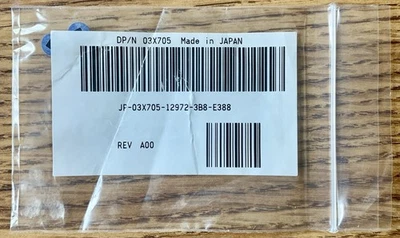 DP/N 03X705 Made in JAPAN
JF-03X705-12972-3B8-E388
REV A00